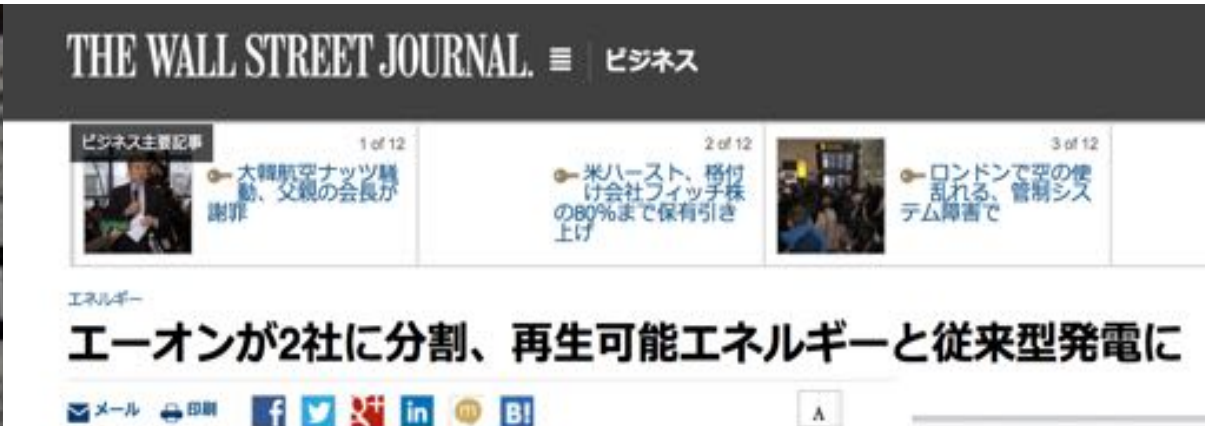 THE WALL STREET JOURNAL. ビジネス
ビジネス主要記事
1 of 12
大韓航空ナッツ騒
動、父親の会長が
謝罪
2 of 12
米ハースト、格付
け会社フィッチ株
の80%まで保有引き
上げ
3 of 12
ロンドンで空の便
乱れる、管制シス
テム障害で
エネルギー
エーオンが2社に分割、再生可能エネルギーと従来型発電に
メール 印刷 f g+ in m B!
A